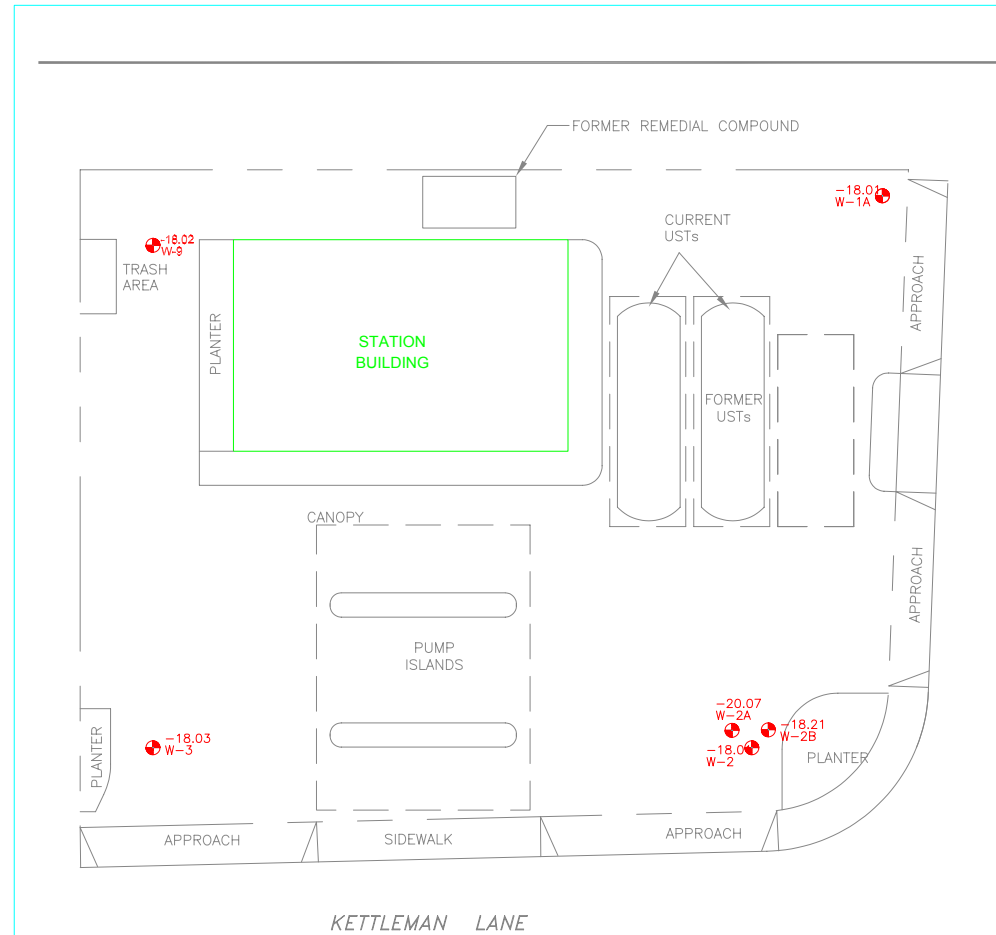 FORMER REMEDIAL COMPOUND
-18.01
W-1A
CURRENT
USTs
-18.02
W-9
TRASH
AREA
APPROACH
PLANTER
STATION
BUILDING
FORMER
USTs
CANOPY
APPROACH
PUMP
ISLANDS
-20.07
W-2A
-18.21
W-2B
-18.03
W-3
W-2
PLANTER
PLANTER
APPROACH
SIDEWALK
APPROACH
KETTLEMAN LANE